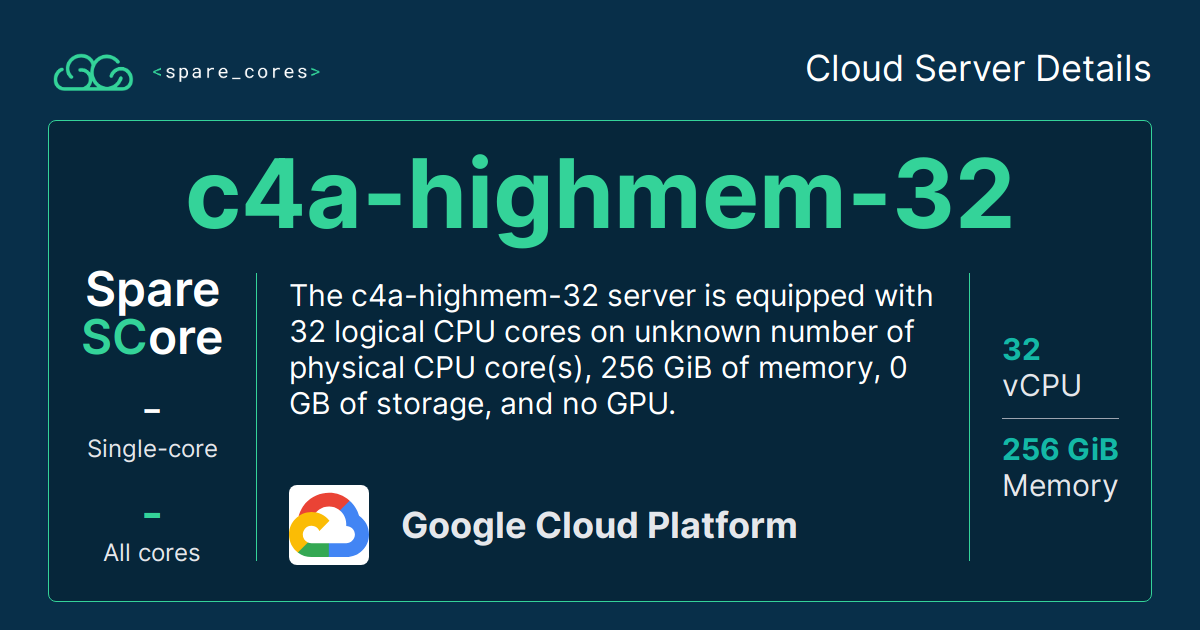 <spare_cores>
Cloud Server Details
c4a-highmem-32
Spare
SCore
–
Single-core
–
All cores
The c4a-highmem-32 server is equipped with
32 logical CPU cores on unknown number of
physical CPU core(s), 256 GiB of memory, 0
GB of storage, and no GPU.
Google Cloud Platform
32
vCPU
256 GiB
Memory